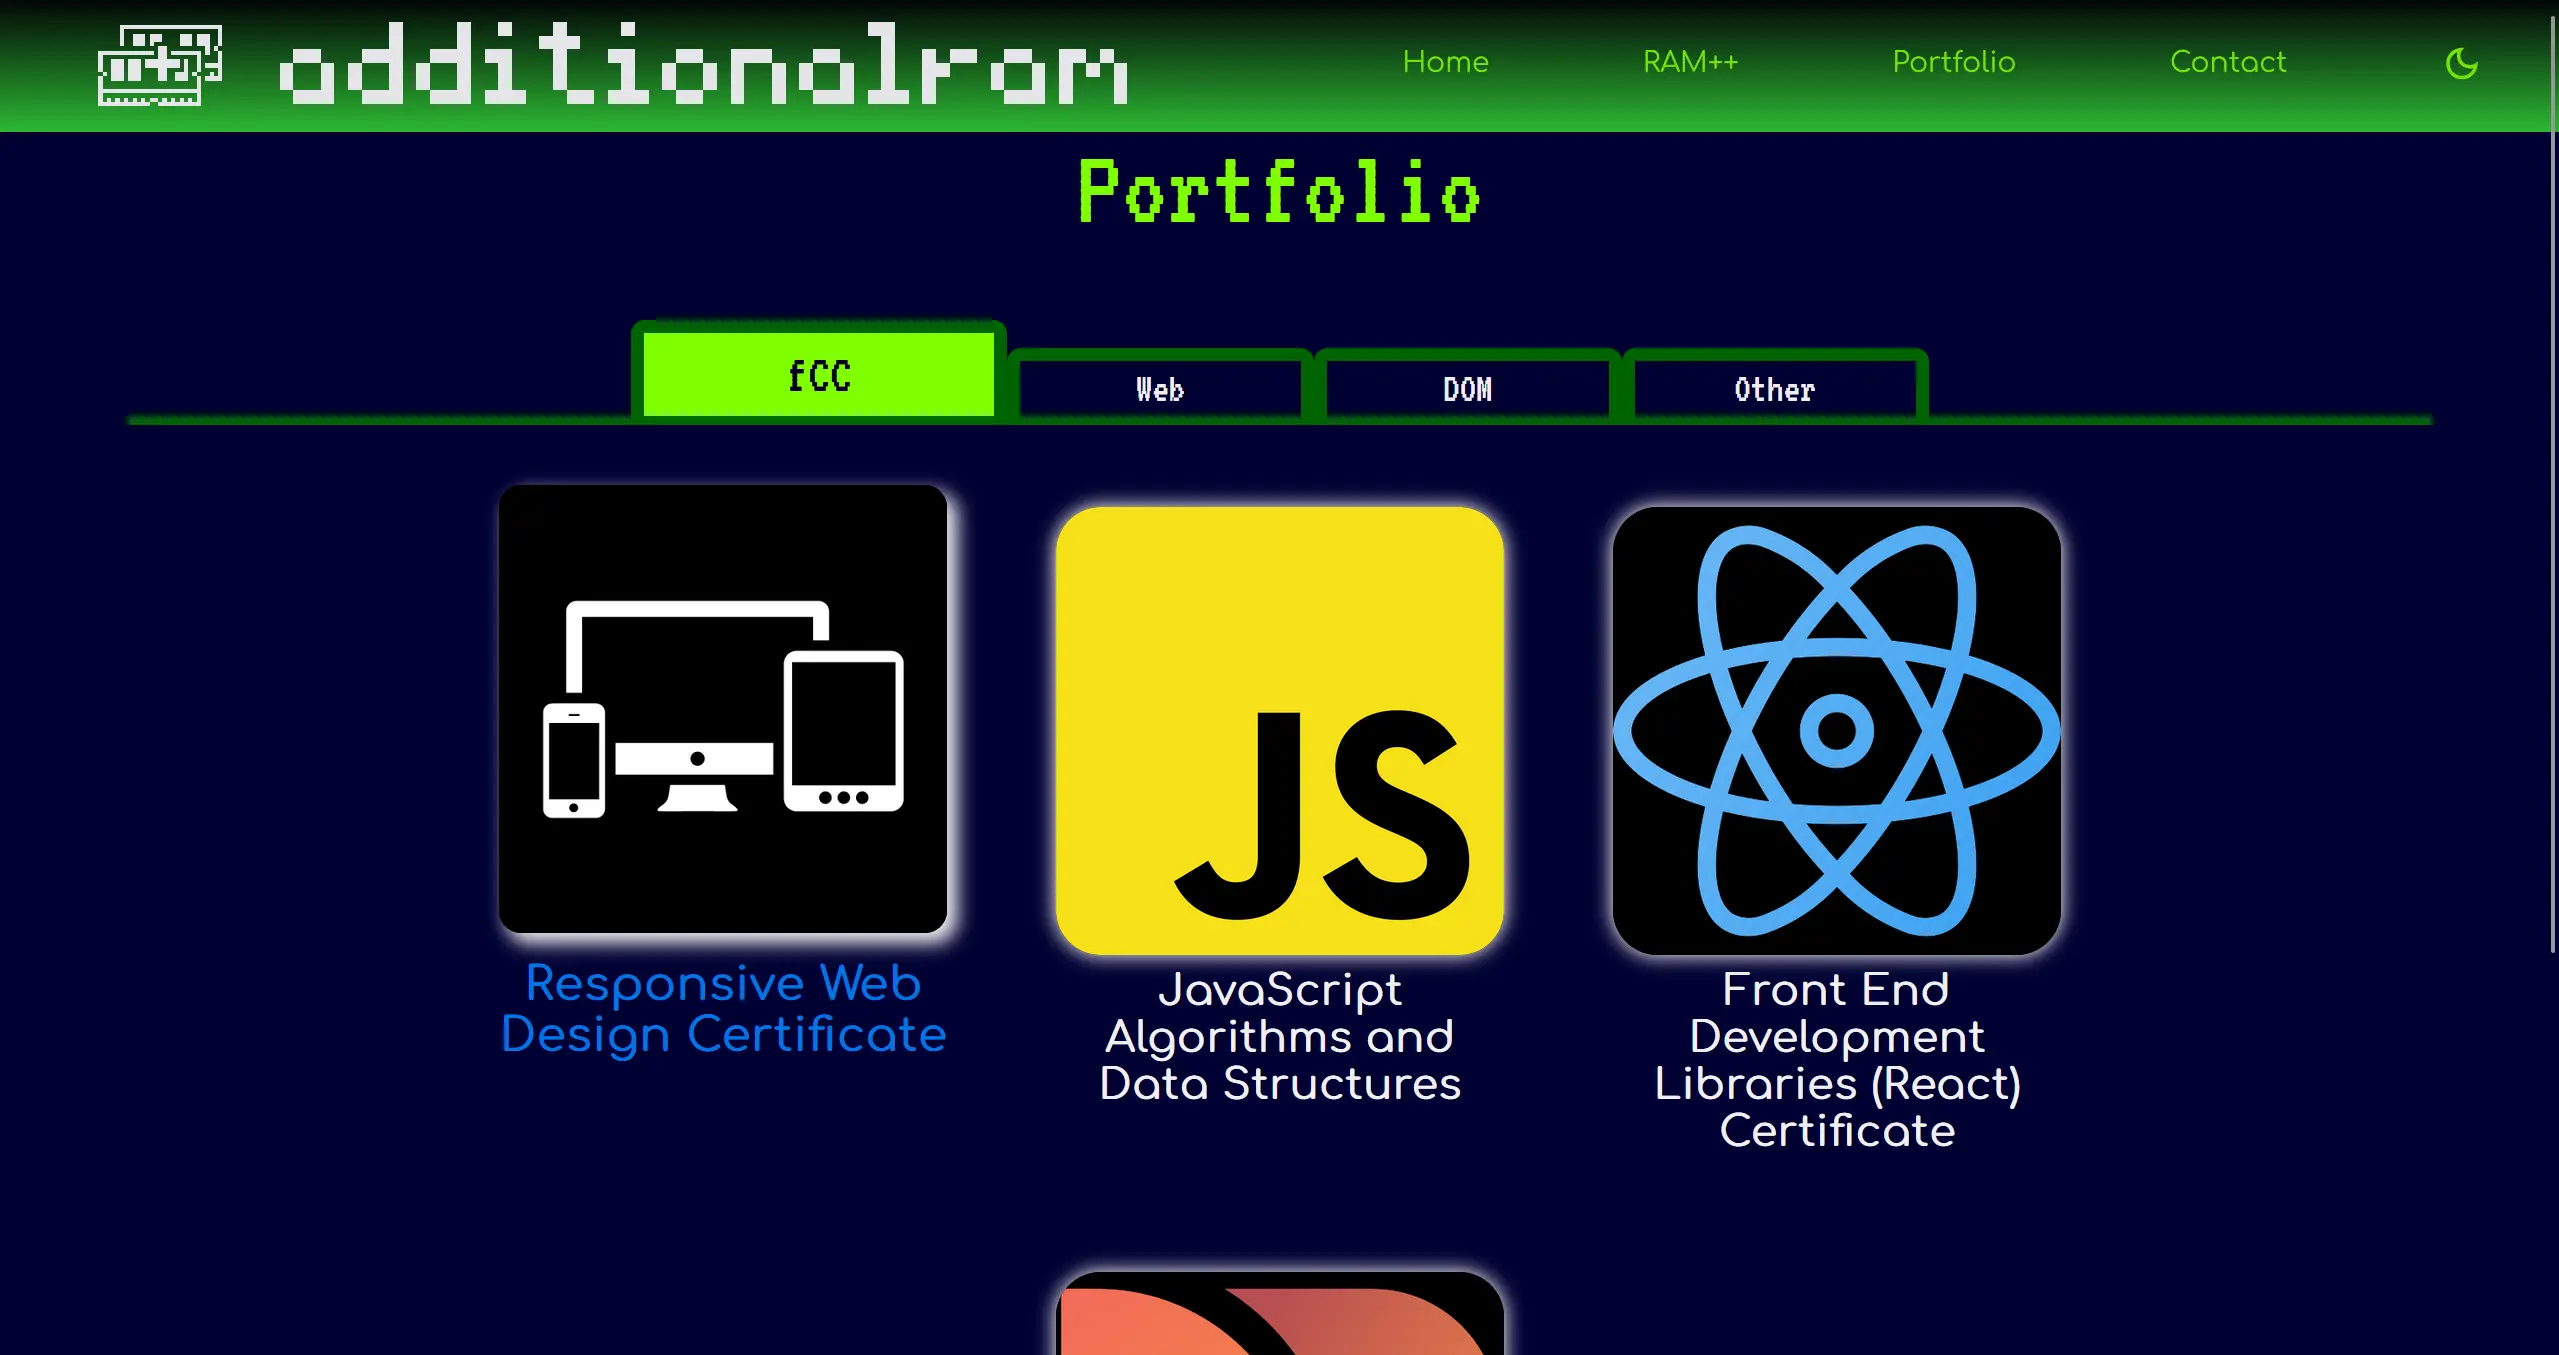 additionalram
Home
RAM++
Portfolio
Contact
Portfolio
fCC
Web
DOM
Other
JS
Responsive Web
Design Certificate
JavaScript
Algorithms and
Data Structures
Front End
Development
Libraries (React)
Certificate